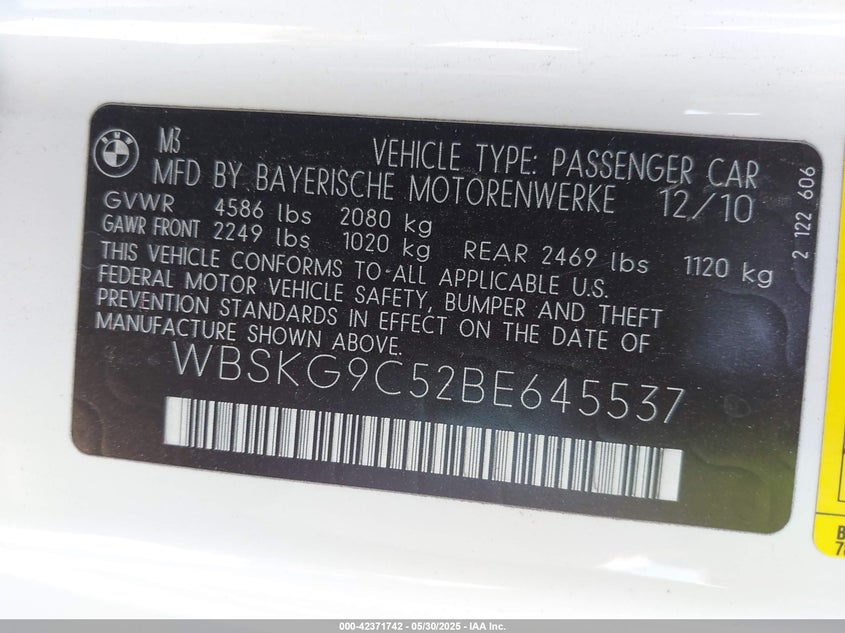 BMW
M3
VEHICLE TYPE: PASSENGER CAR
MFD BY BAYERISCHE MOTORENWERKE 12/10
GVWR 4586 lbs 2080 kg
GAWR FRONT 2249 lbs 1020 kg REAR 2469 lbs 1120 kg
THIS VEHICLE CONFORMS TO ALL APPLICABLE U.S.
FEDERAL MOTOR VEHICLE SAFETY, BUMPER AND THEFT
PREVENTION STANDARDS IN EFFECT ON THE DATE OF
MANUFACTURE SHOWN ABOVE.
WBSKG9C52BE645537
2 122 606
000-42371742 - 05/30/2025 - IAA Inc.